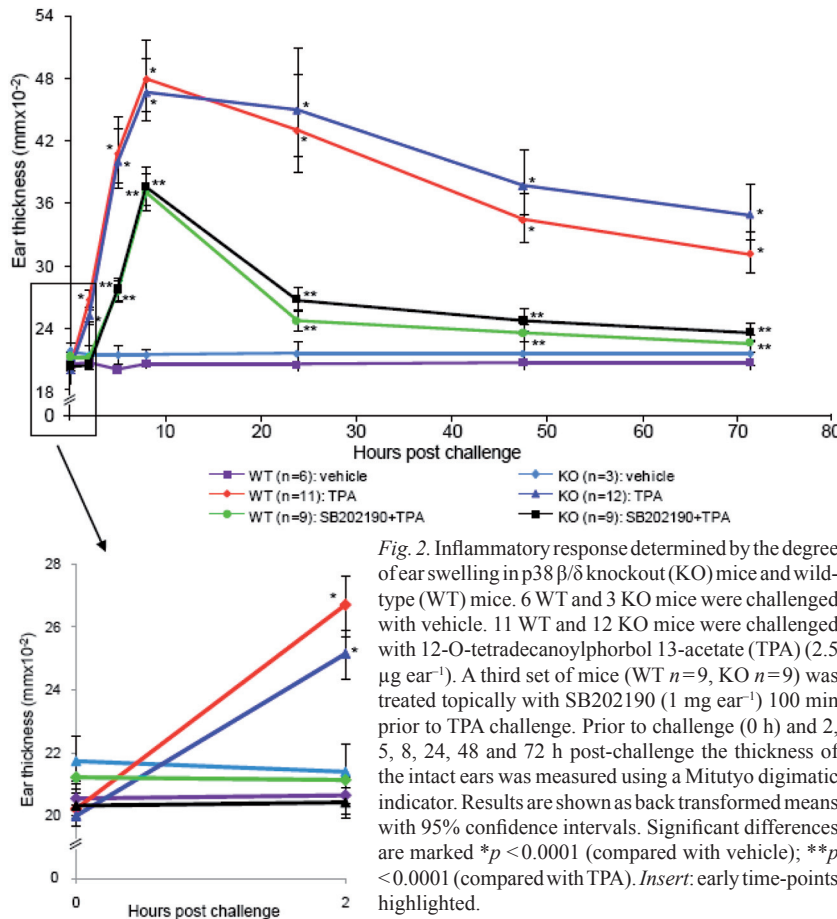 54
48
42
36
30
24
18
0
Ear thickness (mmx10-2)
* * * * * * * * * * * *
** ** ** ** ** ** ** ** ** **
10 20 30 40 50 60 70 80
Hours post challenge
WT (n=6): vehicle
KO (n=3): vehicle
WT (n=11): TPA
KO (n=12): TPA
WT (n=9): SB202190+TPA
KO (n=9): SB202190+TPA
28
26
24
22
20
0
Ear thickness (mmx10-2)
*
*
0 2
Hours post challenge
Fig. 2. Inflammatory response determined by the degree
of ear swelling in p38 β/δ knockout (KO) mice and wild-
type (WT) mice. 6 WT and 3 KO mice were challenged
with vehicle. 11 WT and 12 KO mice were challenged
with 12-O-tetradecanoylphorbol 13-acetate (TPA) (2.5
µg ear–1). A third set of mice (WT n=9, KO n=9) was
treated topically with SB202190 (1 mg ear–1) 100 min
prior to TPA challenge. Prior to challenge (0 h) and 2,
5, 8, 24, 48 and 72 h post-challenge the thickness of
the intact ears was measured using a Mitutyo digimatic
indicator. Results are shown as back transformed means
with 95% confidence intervals. Significant differences
are marked *p <0.0001 (compared with vehicle); **p
<0.0001 (compared with TPA). Insert: early time-points
highlighted.